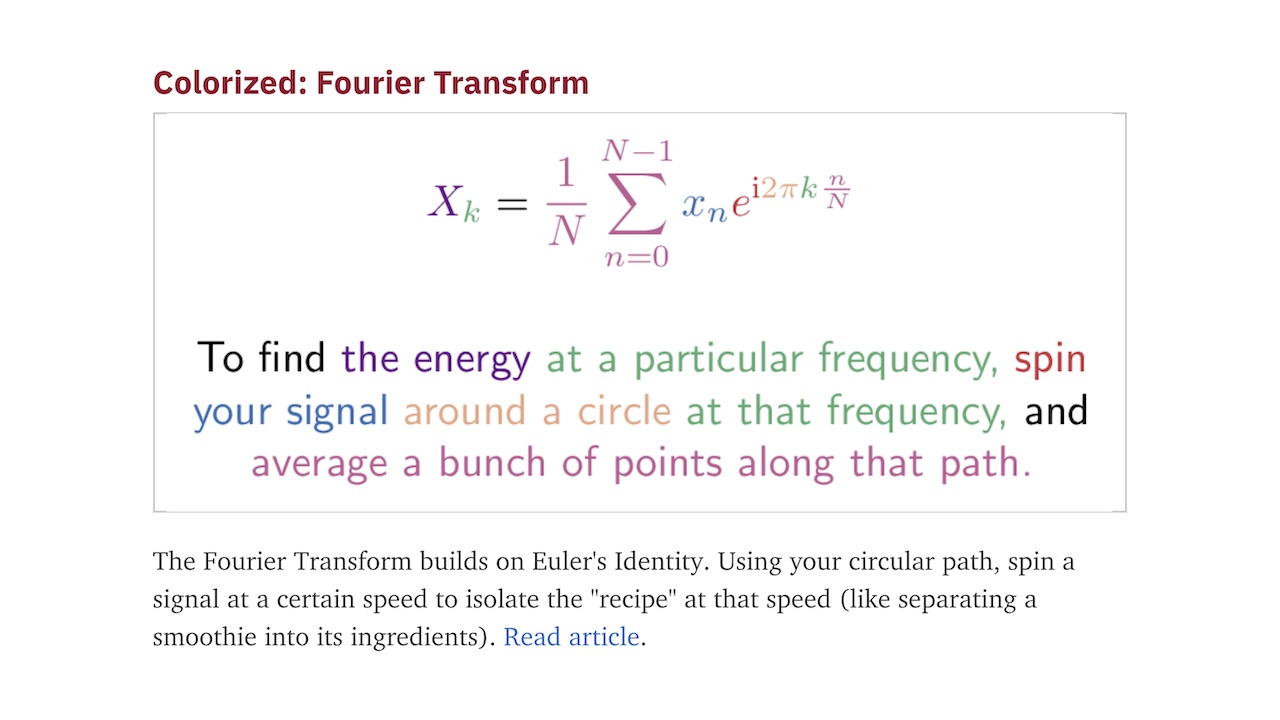 Colorized: Fourier Transform
X_k = \frac{1}{N} \sum_{n=0}^{N-1} x_n e^{i2\pi k \frac{n}{N}}
To find the energy at a particular frequency, spin
your signal around a circle at that frequency, and
average a bunch of points along that path.
The Fourier Transform builds on Euler's Identity. Using your circular path, spin a
signal at a certain speed to isolate the "recipe" at that speed (like separating a
smoothie into its ingredients). Read article.